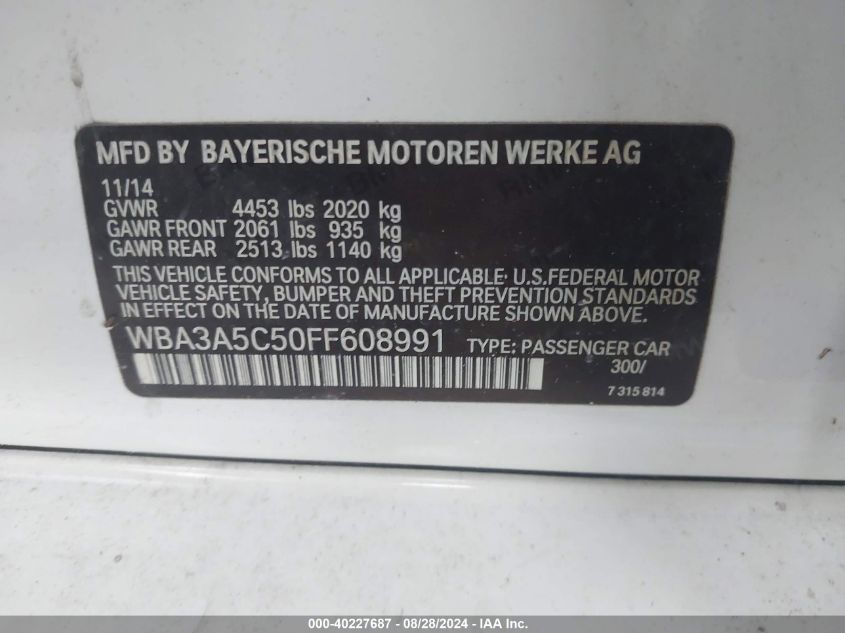 MFD BY BAYERISCHE MOTOREN WERKE AG
11/14
GVWR 4453 lbs 2020 kg
GAWR FRONT 2061 lbs 935 kg
GAWR REAR 2513 lbs 1140 kg
THIS VEHICLE CONFORMS TO ALL APPLICABLE U.S.FEDERAL MOTOR
VEHICLE SAFETY, BUMPER AND THEFT PREVENTION STANDARDS
IN EFFECT ON THE DATE OF MANUFACTURE SHOWN ABOVE.
WBA3A5C50FF608991 TYPE: PASSENGER CAR
300/
7 315 814
000-40227687 - 08/28/2024 - IAA Inc.